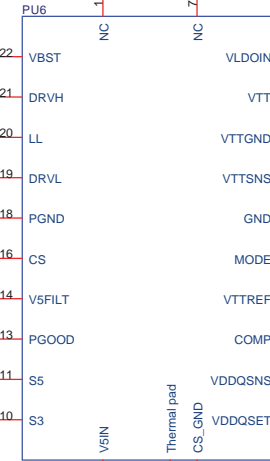 PU6
1
7
NC
NC
22
VBST
VLDOIN
21
DRVH
VTT
20
LL
VTTGND
19
DRVL
VTTSNS
18
PGND
GND
16
CS
MODE
14
V5FILT
VTTREF
13
PGOOD
COMP
11
S5
VDDQSNS
10
S3
VDDQSET
V5IN
Thermal pad
CS_GND